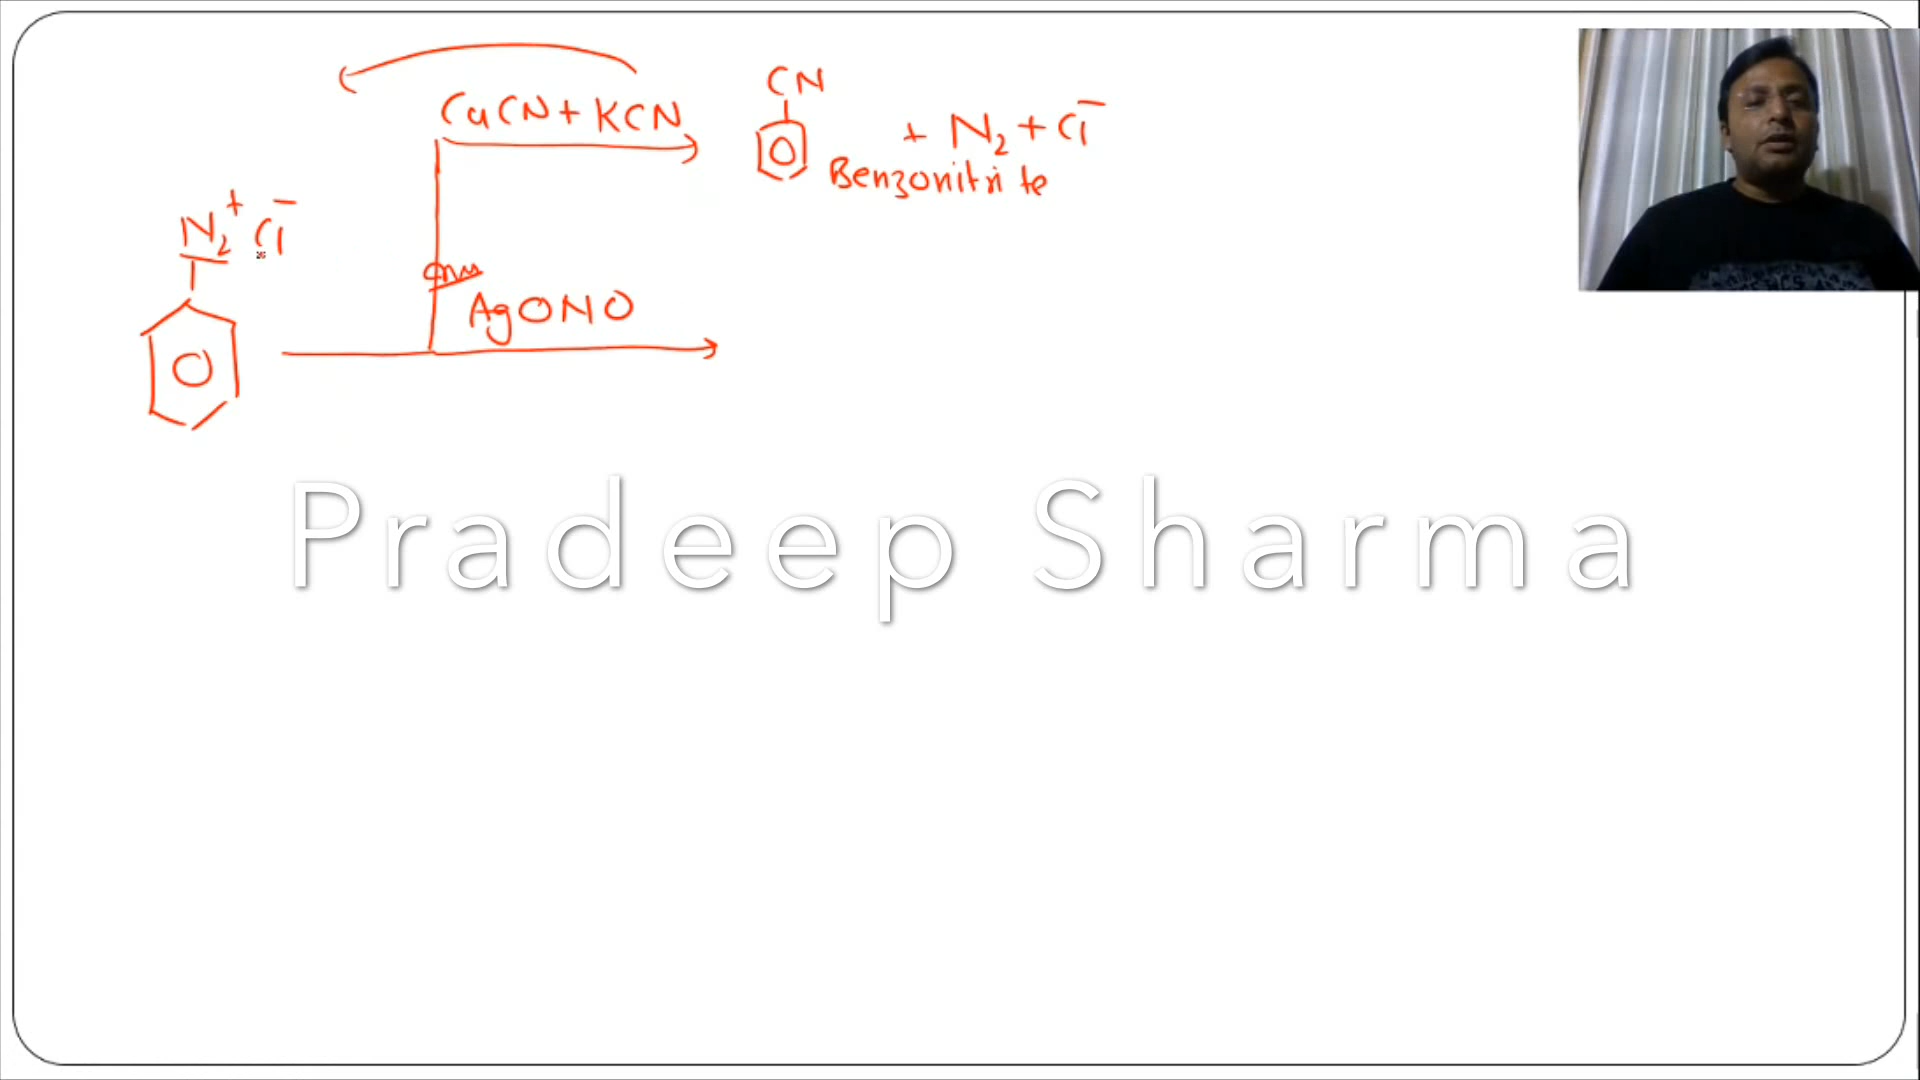 CN
CuCN + KCN
+ N₂ + Cl⁻
Benzonitrile
N₂⁺ Cl⁻
AgONO
Pradeep Sharma